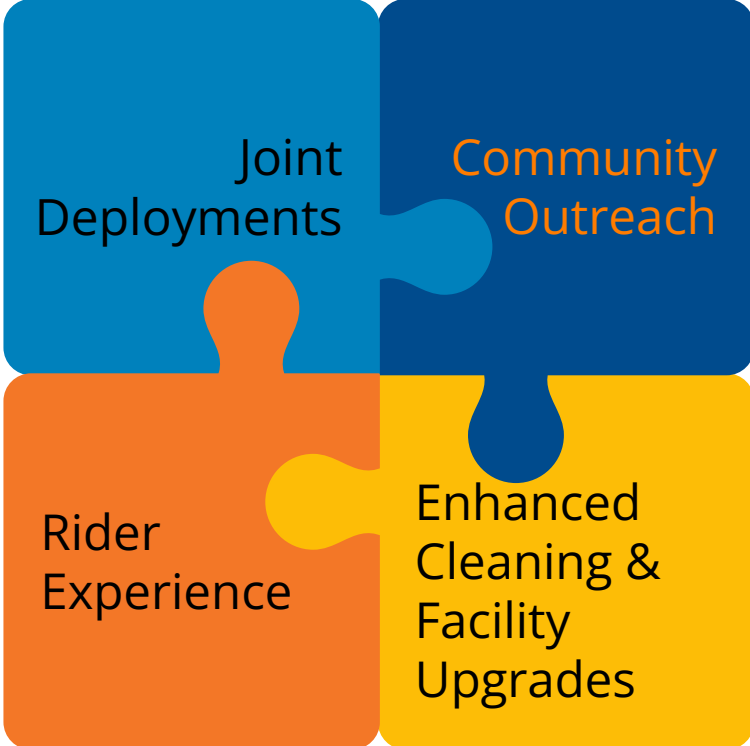 Joint
Deployments
Community
Outreach
Rider
Experience
Enhanced
Cleaning &
Facility
Upgrades